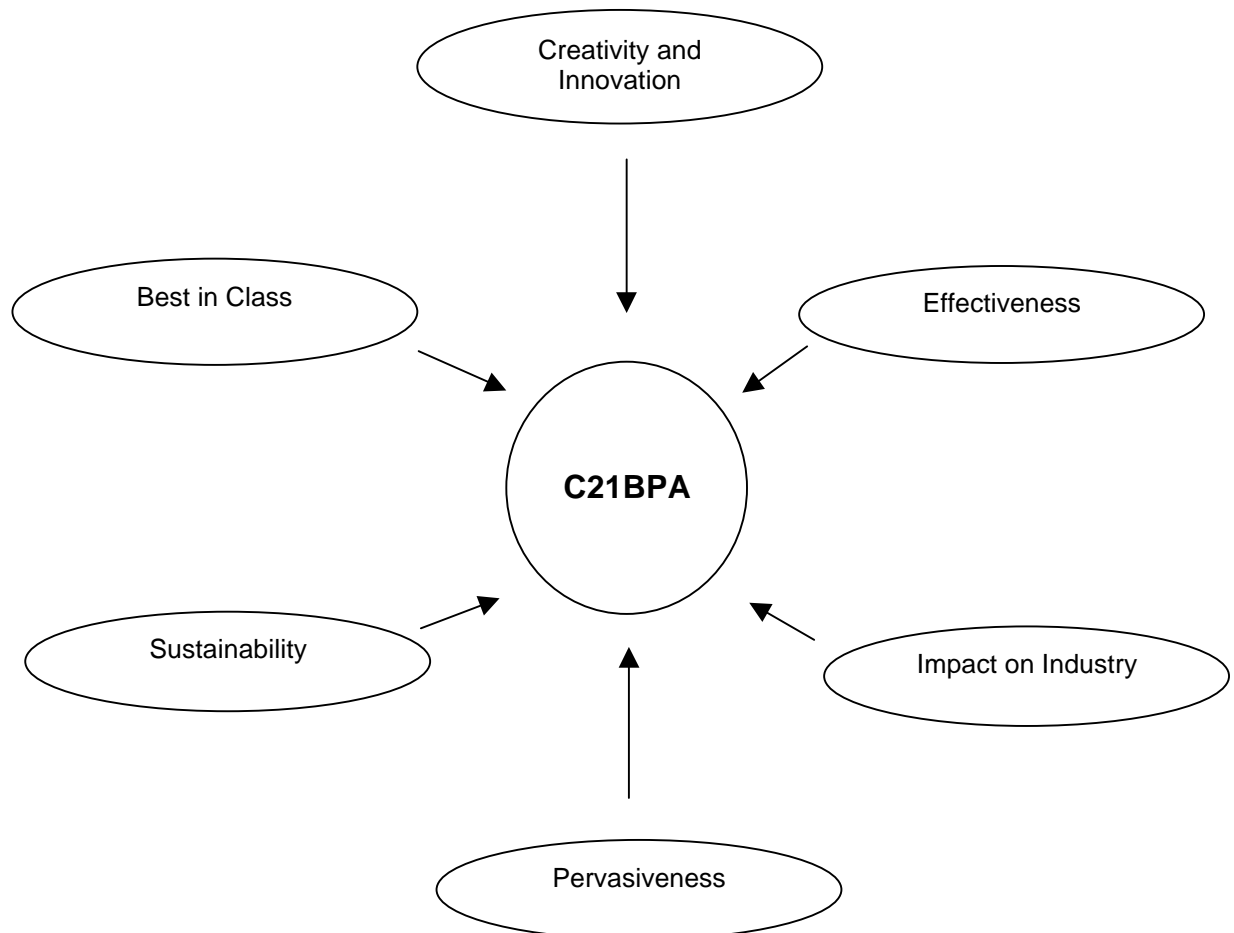 Creativity and
Innovation
Best in Class
Effectiveness
C21BPA
Sustainability
Impact on Industry
Pervasiveness